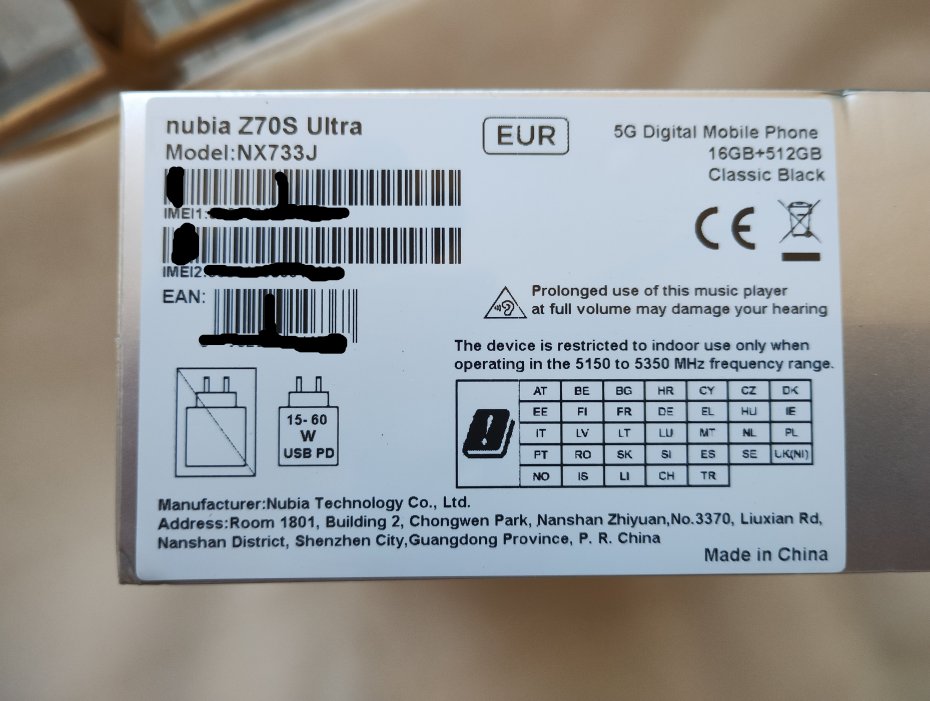 nubia Z70S Ultra
Model:NX733J
EUR
5G Digital Mobile Phone
16GB+512GB
Classic Black
IMEI1:
IMEI2:
EAN:
CE
Prolonged use of this music player
at full volume may damage your hearing
The device is restricted to indoor use only when
operating in the 5150 to 5350 MHz frequency range.
15-60
W
USB PD
AT BE BG HR CY CZ DK
EE FI FR DE EL HU IE
IT LV LT LU MT NL PL
PT RO SK SI ES SE UK(NI)
NO IS LI CH TR
Manufacturer:Nubia Technology Co., Ltd.
Address:Room 1801, Building 2, Chongwen Park, Nanshan Zhiyuan,No.3370, Liuxian Rd,
Nanshan District, Shenzhen City,Guangdong Province, P. R. China
Made in China